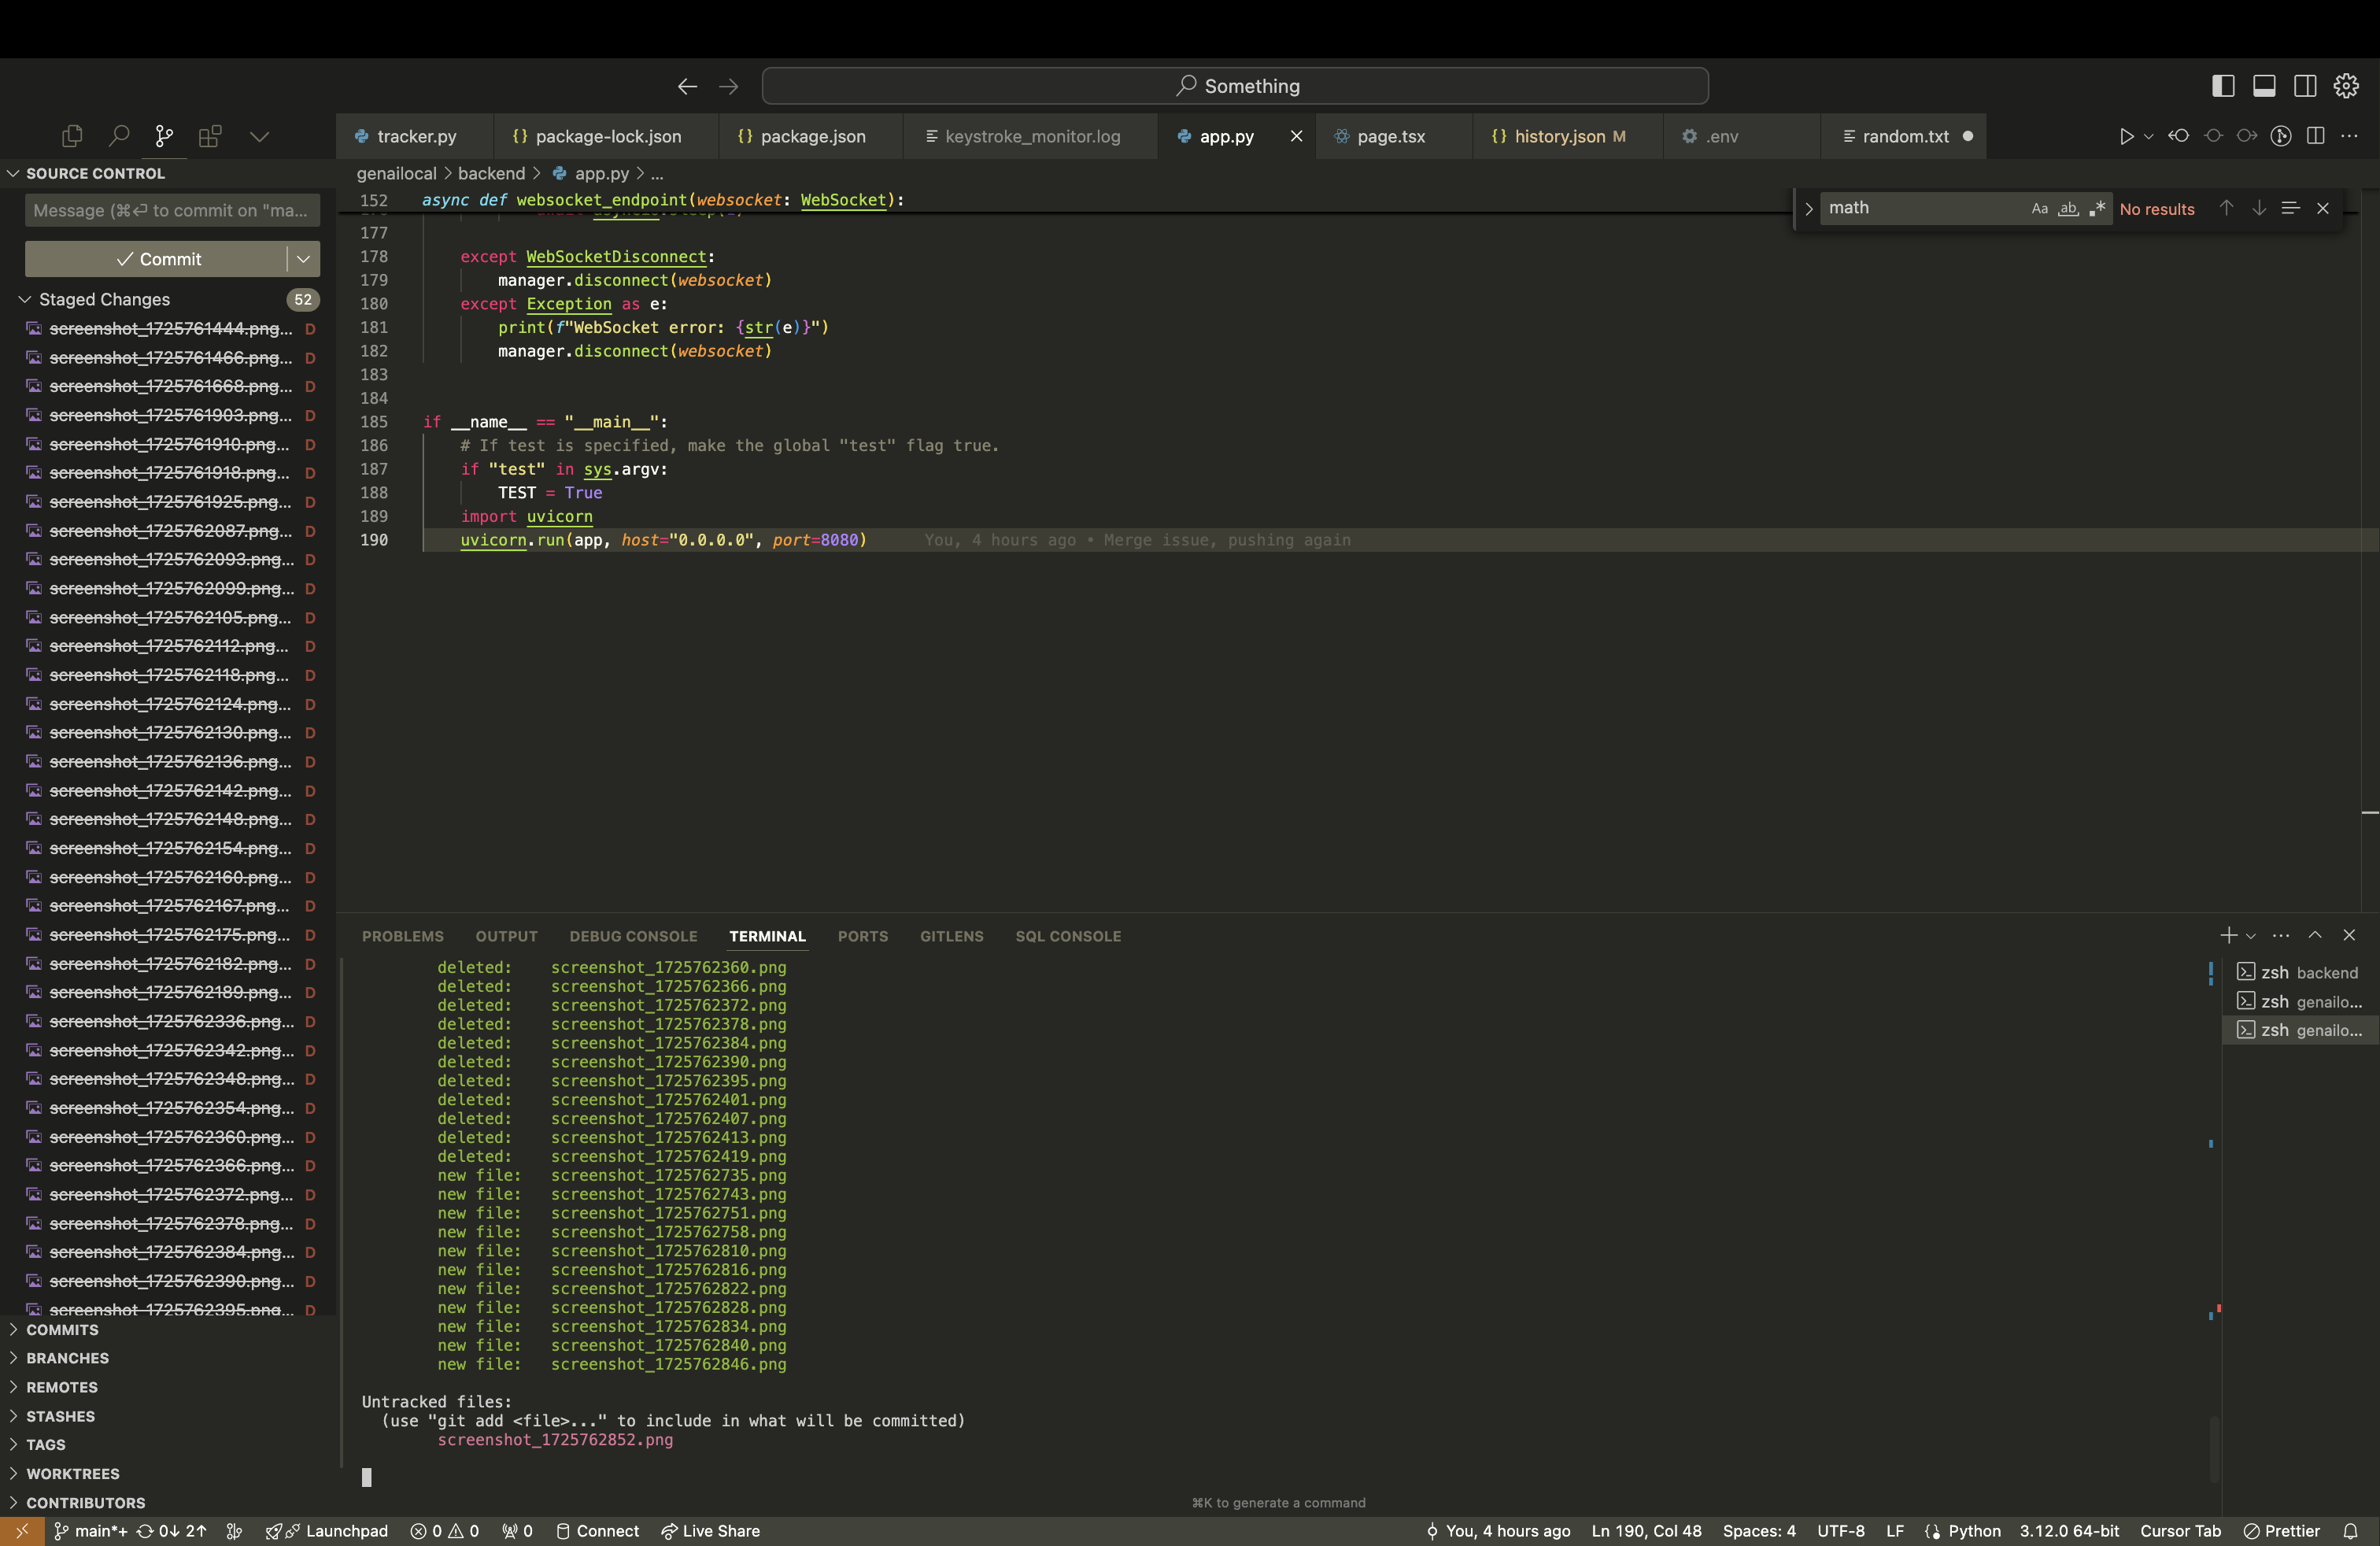 Something
tracker.py
package-lock.json
package.json
keystroke_monitor.log
app.py
page.tsx
history.json M
.env
random.txt
SOURCE CONTROL
Message (⌘⏎ to commit on "ma...
Commit
Staged Changes 52
screenshot_1725761444.png... D
screenshot_1725761466.png... D
screenshot_1725761668.png... D
screenshot_1725761903.png... D
screenshot_1725761910.png... D
screenshot_1725761918.png... D
screenshot_1725761925.png... D
screenshot_1725762087.png... D
screenshot_1725762093.png... D
screenshot_1725762099.png... D
screenshot_1725762105.png... D
screenshot_1725762112.png... D
screenshot_1725762118.png... D
screenshot_1725762124.png... D
screenshot_1725762130.png... D
screenshot_1725762136.png... D
screenshot_1725762142.png... D
screenshot_1725762148.png... D
screenshot_1725762154.png... D
screenshot_1725762160.png... D
screenshot_1725762167.png... D
screenshot_1725762175.png... D
screenshot_1725762182.png... D
screenshot_1725762189.png... D
screenshot_1725762336.png... D
screenshot_1725762342.png... D
screenshot_1725762348.png... D
screenshot_1725762354.png... D
screenshot_1725762360.png... D
screenshot_1725762366.png... D
screenshot_1725762372.png... D
screenshot_1725762378.png... D
screenshot_1725762384.png... D
screenshot_1725762390.png... D
screenshot_1725762395.png... D
COMMITS
BRANCHES
REMOTES
STASHES
TAGS
WORKTREES
CONTRIBUTORS
genailocal > backend > app.py > ...
152 async def websocket_endpoint(websocket: WebSocket):
177
178 except WebSocketDisconnect:
179 manager.disconnect(websocket)
180 except Exception as e:
181 print(f"WebSocket error: {str(e)}")
182 manager.disconnect(websocket)
183
184
185 if __name__ == "__main__":
186 # If test is specified, make the global "test" flag true.
187 if "test" in sys.argv:
188 TEST = True
189 import uvicorn
190 uvicorn.run(app, host="0.0.0.0", port=8080) You, 4 hours ago • Merge issue, pushing again
math Aa ab .* No results
PROBLEMS OUTPUT DEBUG CONSOLE TERMINAL PORTS GITLENS SQL CONSOLE
deleted: screenshot_1725762360.png
deleted: screenshot_1725762366.png
deleted: screenshot_1725762372.png
deleted: screenshot_1725762378.png
deleted: screenshot_1725762384.png
deleted: screenshot_1725762390.png
deleted: screenshot_1725762395.png
deleted: screenshot_1725762401.png
deleted: screenshot_1725762407.png
deleted: screenshot_1725762413.png
deleted: screenshot_1725762419.png
new file: screenshot_1725762735.png
new file: screenshot_1725762743.png
new file: screenshot_1725762751.png
new file: screenshot_1725762758.png
new file: screenshot_1725762810.png
new file: screenshot_1725762816.png
new file: screenshot_1725762822.png
new file: screenshot_1725762828.png
new file: screenshot_1725762834.png
new file: screenshot_1725762840.png
new file: screenshot_1725762846.png
Untracked files:
(use "git add <file>..." to include in what will be committed)
screenshot_1725762852.png
⌘K to generate a command
zsh backend
zsh genailo...
zsh genailo...
main*+ 0↓ 2↑ Launchpad 0 0 0 Connect Live Share
You, 4 hours ago Ln 190, Col 48 Spaces: 4 UTF-8 LF Python 3.12.0 64-bit Cursor Tab Prettier